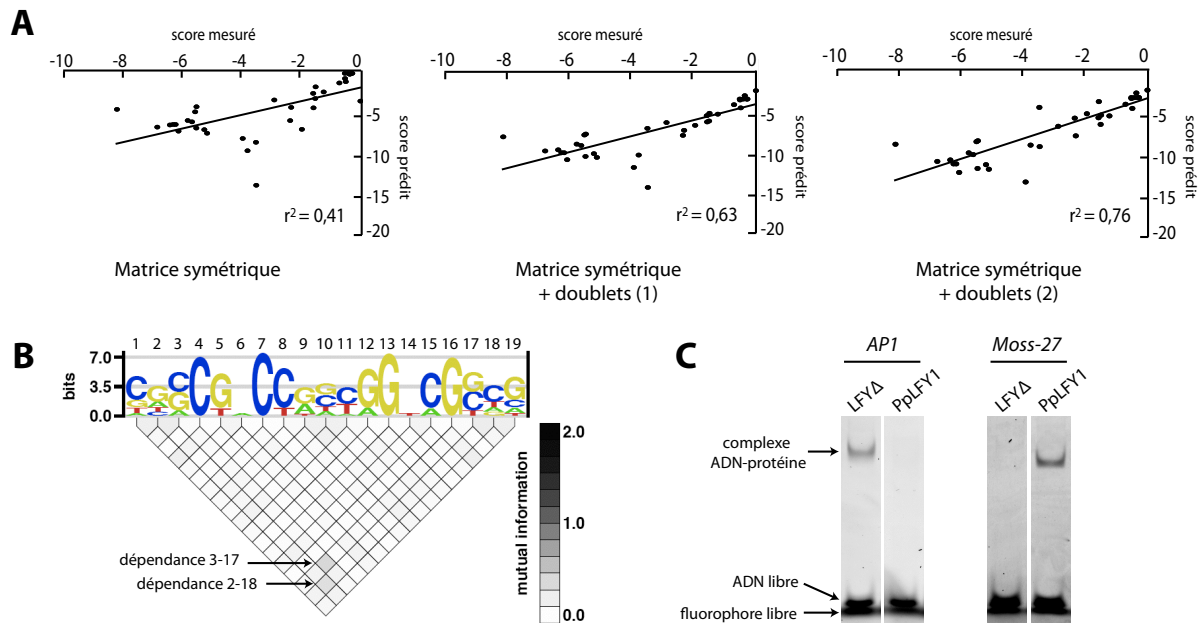 A
score mesuré
-10 -8 -6 -4 -2 0
-5
-10
-15
-20
score prédit
r² = 0,41
Matrice symétrique
score mesuré
-10 -8 -6 -4 -2 0
-5
-10
-15
-20
score prédit
r² = 0,63
Matrice symétrique
+ doublets (1)
score mesuré
-10 -8 -6 -4 -2 0
-5
-10
-15
-20
score prédit
r² = 0,76
Matrice symétrique
+ doublets (2)
B
1 2 3 4 5 6 7 8 9 10 11 12 13 14 15 16 17 18 19
bits
7.0
3.5
0.0
dépendance 3-17
dépendance 2-18
mutual information
2.0
1.0
0.0
C
AP1
Moss-27
LFYΔ
PpLFY1
LFYΔ
PpLFY1
complexe
ADN-protéine
ADN libre
fluorophore libre